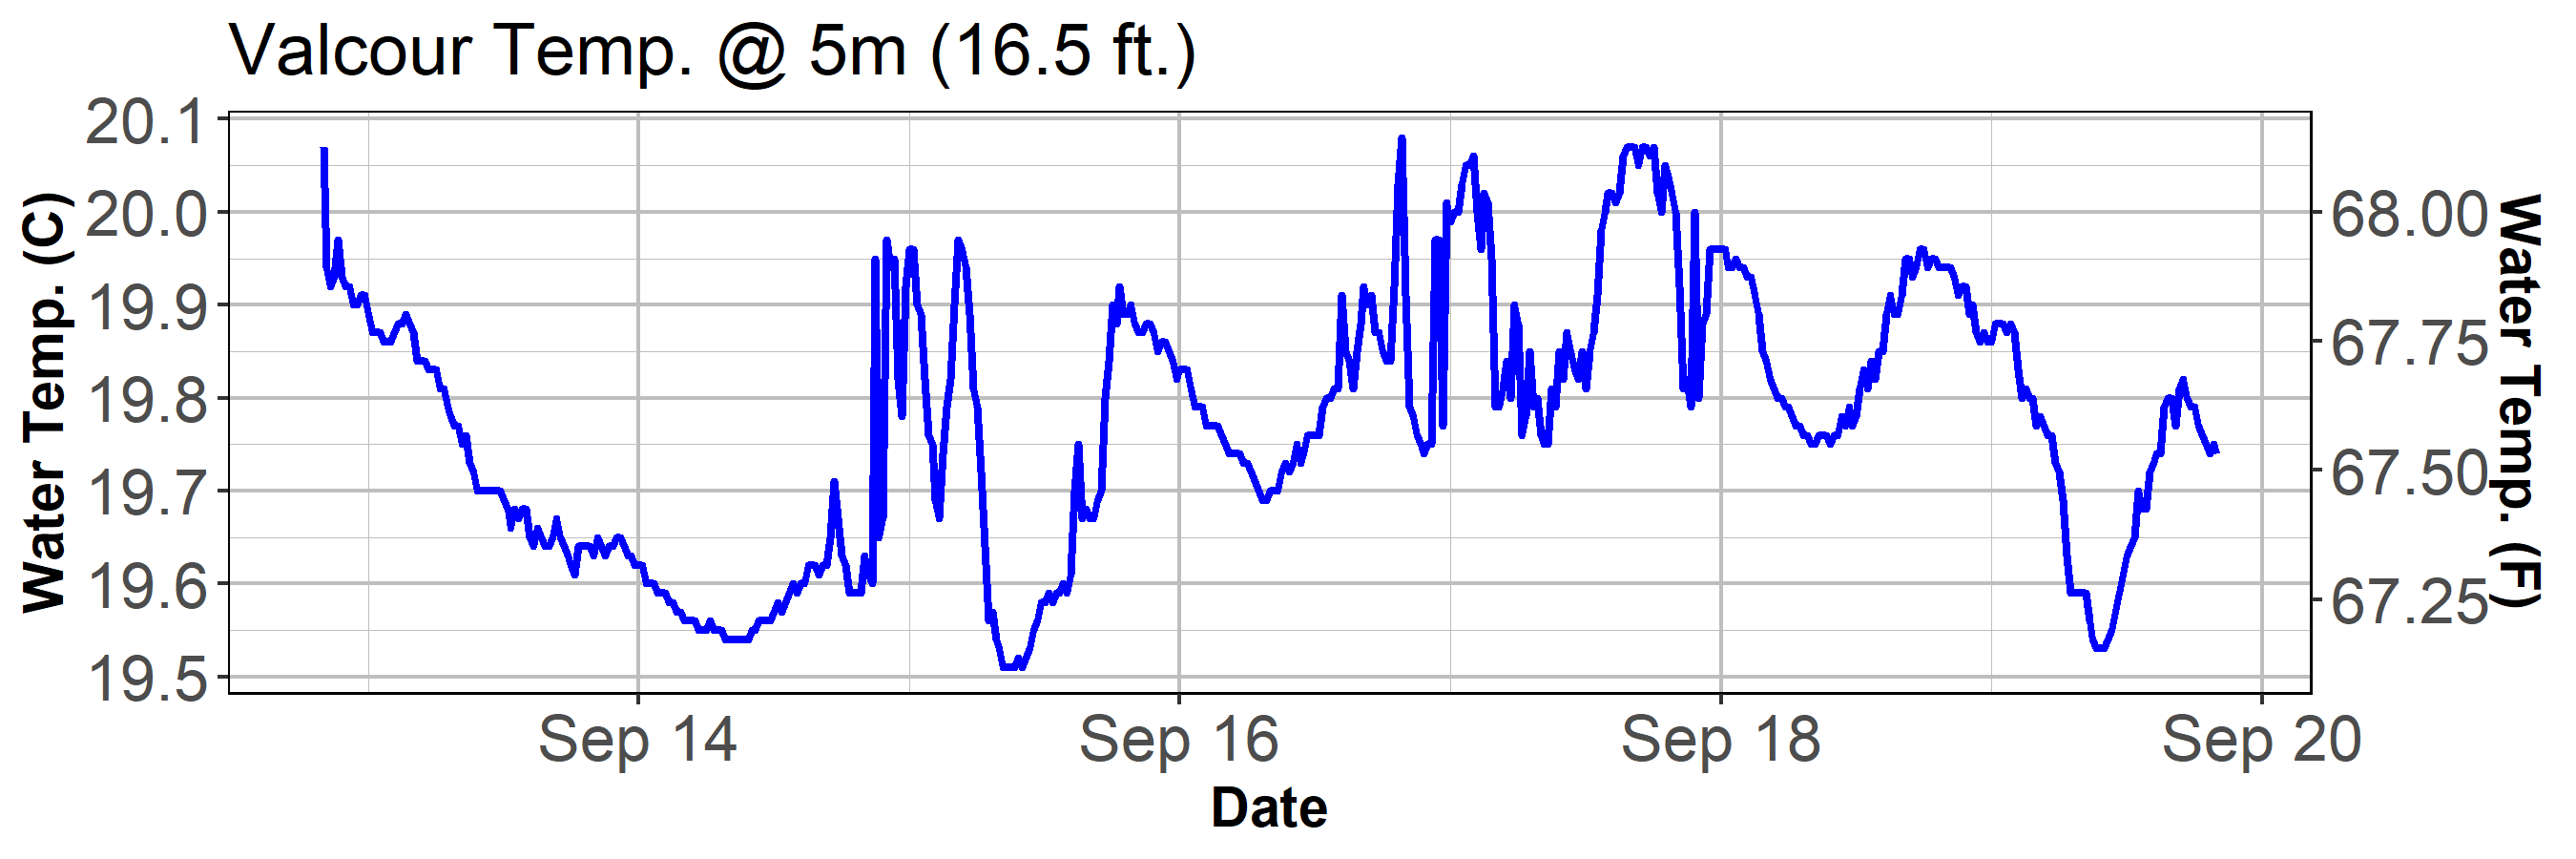 Valcour Temp. @ 5m (16.5 ft.)
Water Temp. (C)
20.1
20.0
19.9
19.8
19.7
19.6
19.5
68.00
67.75
67.50
67.25
Water Temp. (F)
Sep 14
Sep 16
Sep 18
Sep 20
Date